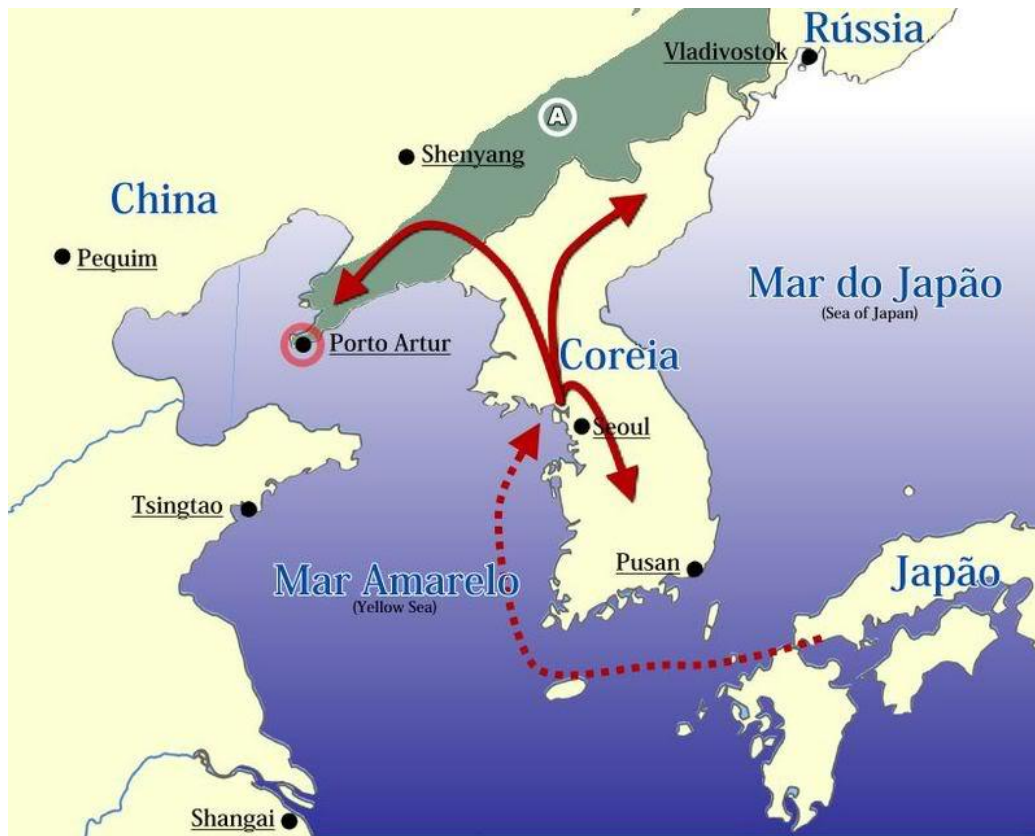 Rússia
Vladivostok
A
Shenyang
China
Pequim
Mar do Japão
(Sea of Japan)
Porto Artur
Coréia
Seoul
Tsingtao
Pusan
Japão
Mar Amarelo
(Yellow Sea)
Shangai